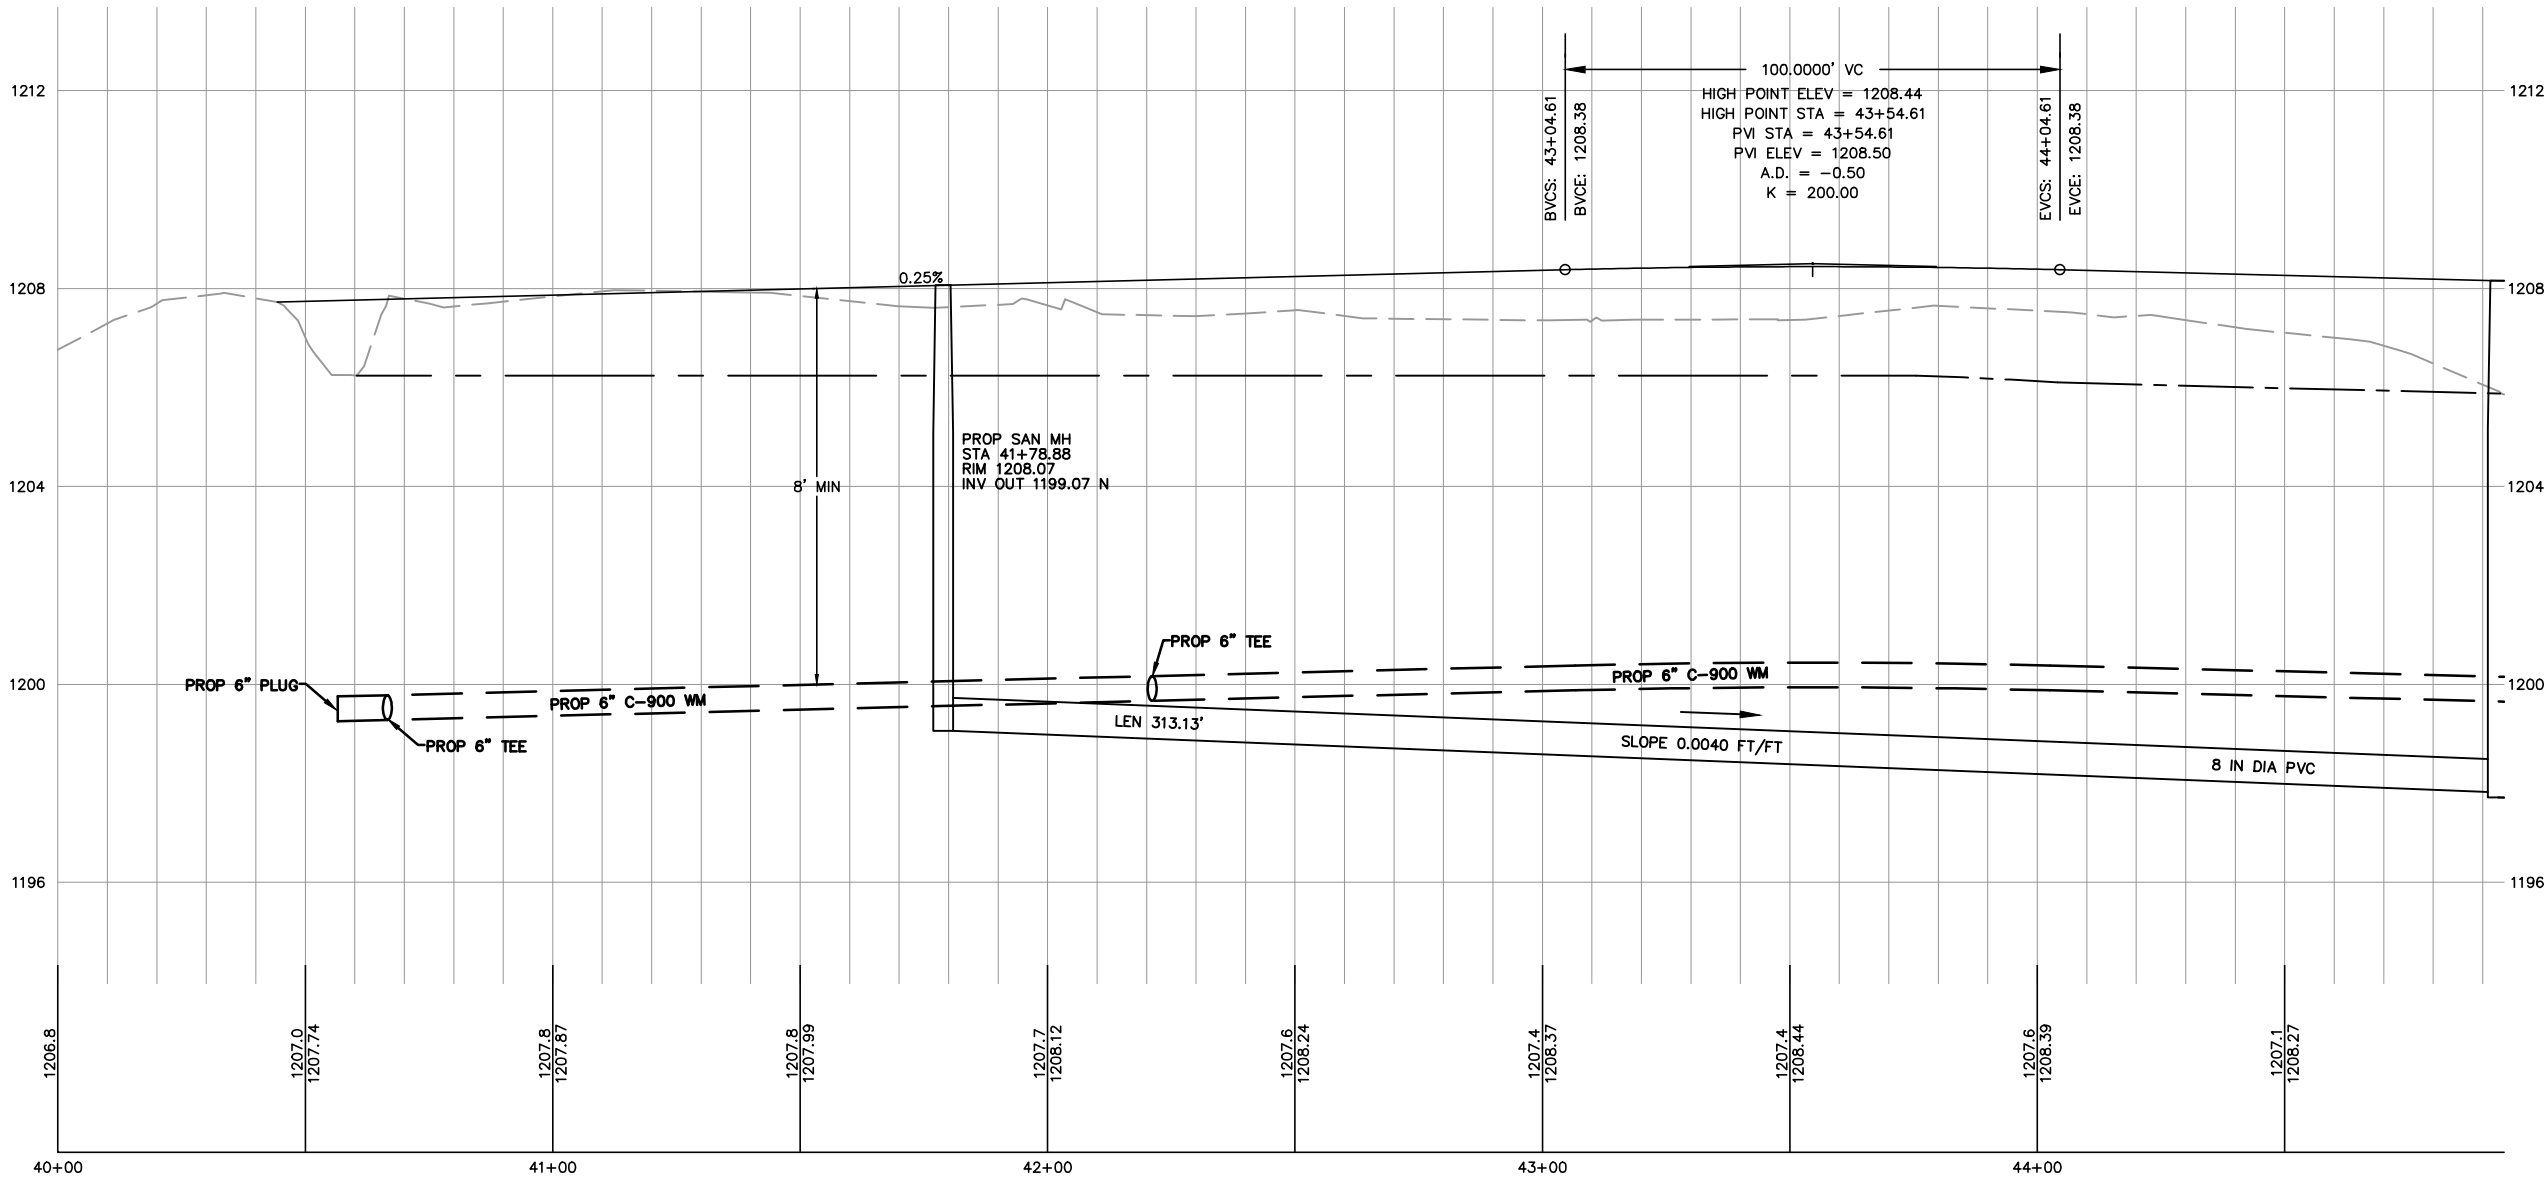 100.0000' VC
1212
1212
HIGH POINT ELEV = 1208.44
HIGH POINT STA = 43+54.61
PVI STA = 43+54.61
PVI ELEV = 1208.50
A.D. = -0.50
K = 200.00
BVCS: 43+04.61
BVCE: 1208.38
EVCS: 44+04.61
EVCE: 1208.38
0.25%
1208
1208
PROP SAN MH
STA 41+78.88
RIM 1208.07
INV OUT 1199.07 N
1204
8' MIN
1204
PROP 6" TEE
PROP 6" PLUG
1200
1200
PROP 6" C-900 WM
PROP 6" C-900 WM
LEN 313.13'
PROP 6" TEE
SLOPE 0.0040 FT/FT
8 IN DIA PVC
1196
1196
1206.8
1207.0
1207.74
1207.8
1207.87
1207.8
1207.99
1207.7
1208.12
1207.6
1208.24
1207.4
1208.37
1207.4
1208.44
1207.6
1208.39
1207.1
1208.27
40+00
41+00
42+00
43+00
44+00